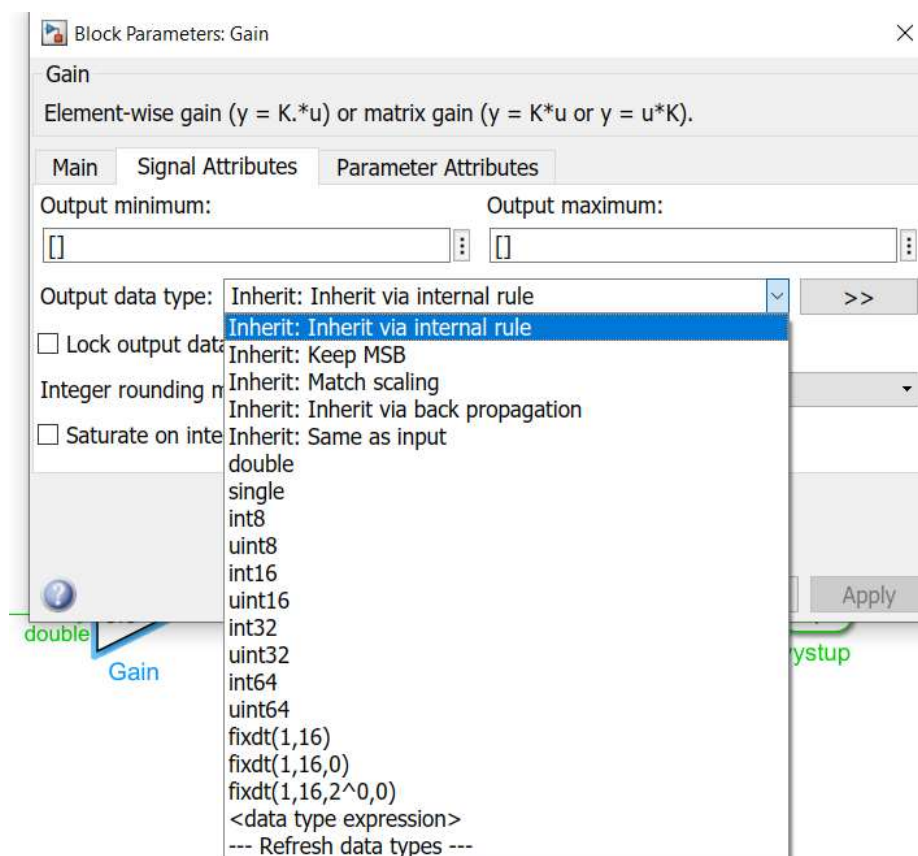 Block Parameters: Gain
Gain
Element-wise gain (y = K.*u) or matrix gain (y = K*u or y = u*K).
Main Signal Attributes Parameter Attributes
Output minimum: Output maximum:
[] []
Output data type: Inherit: Inherit via internal rule >>
Inherit: Inherit via internal rule
Lock output data
Inherit: Keep MSB
Inherit: Match scaling
Integer rounding
Inherit: Inherit via back propagation
Saturate on inte
Inherit: Same as input
double
single
int8
uint8
int16
uint16
Apply
int32
double
uint32
vystup
Gain
int64
uint64
fixdt(1,16)
fixdt(1,16,0)
fixdt(1,16,2^0,0)
<data type expression>
--- Refresh data types ---